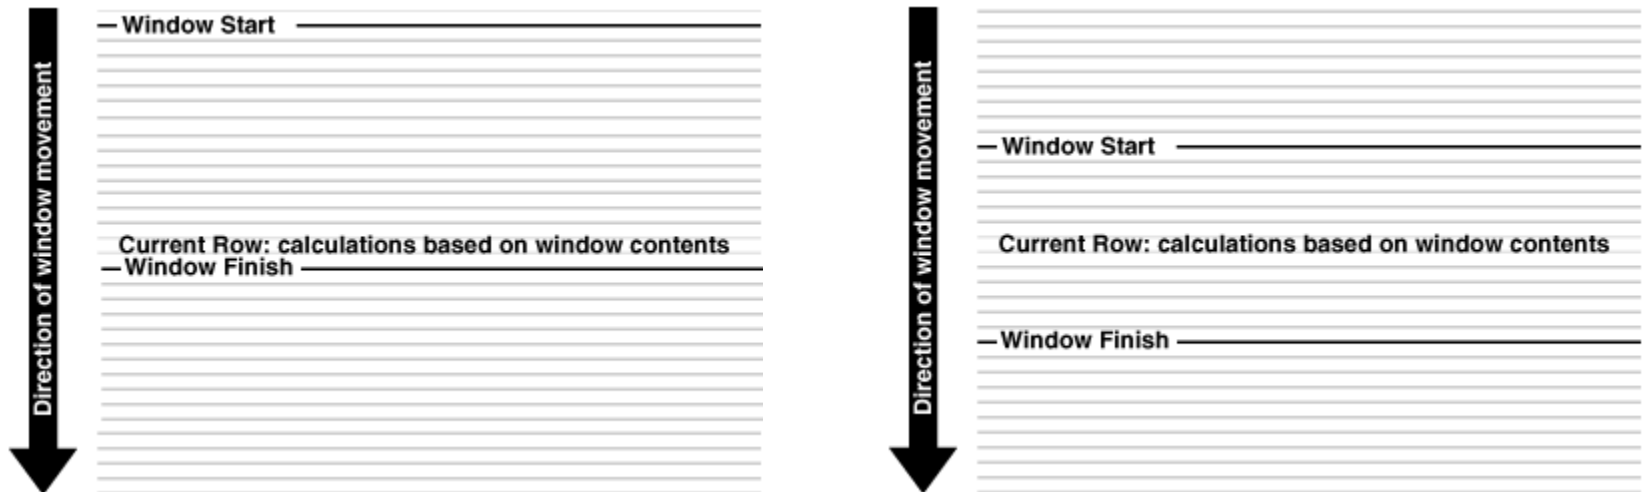 Direction of window movement
Window Start
Current Row: calculations based on window contents
Window Finish
Direction of window movement
Window Start
Current Row: calculations based on window contents
Window Finish